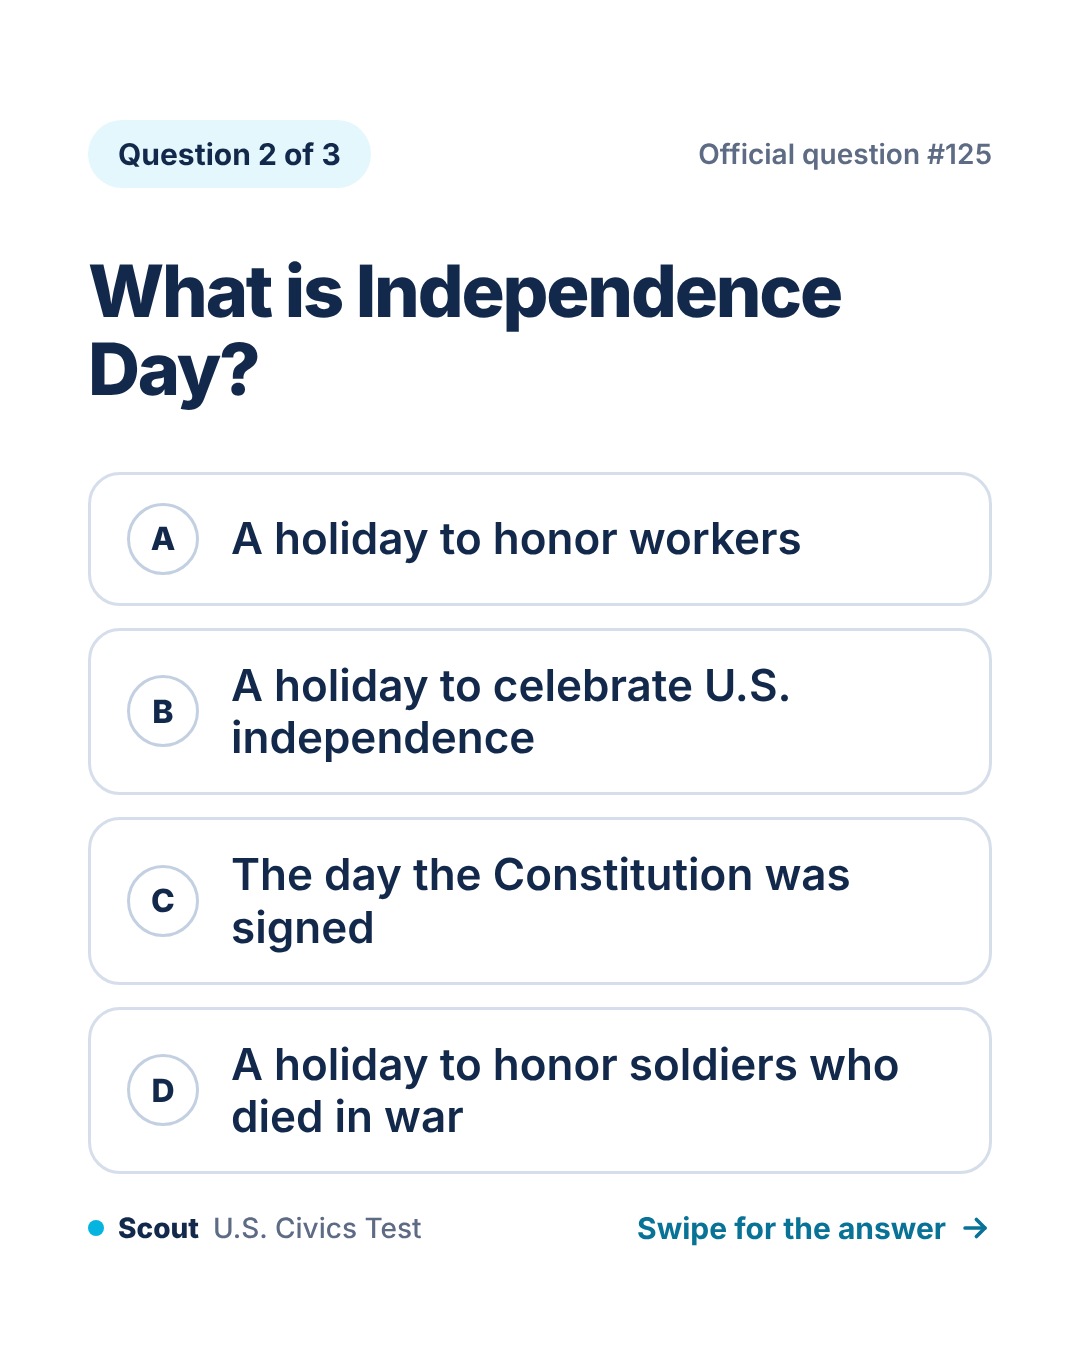 Question 2 of 3
Official question #125
What is Independence
Day?
A
A holiday to honor workers
B
A holiday to celebrate U.S.
independence
C
The day the Constitution was
signed
D
A holiday to honor soldiers who
died in war
Scout U.S. Civics Test
Swipe for the answer →